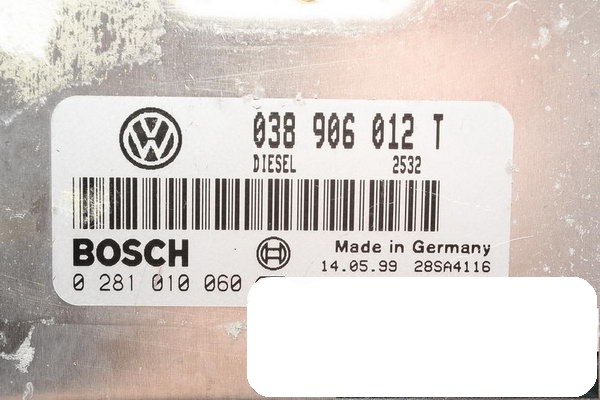 038 906 012 T
DIESEL 2532
BOSCH
Made in Germany
14.05.99 28SA4116
0 281 010 060